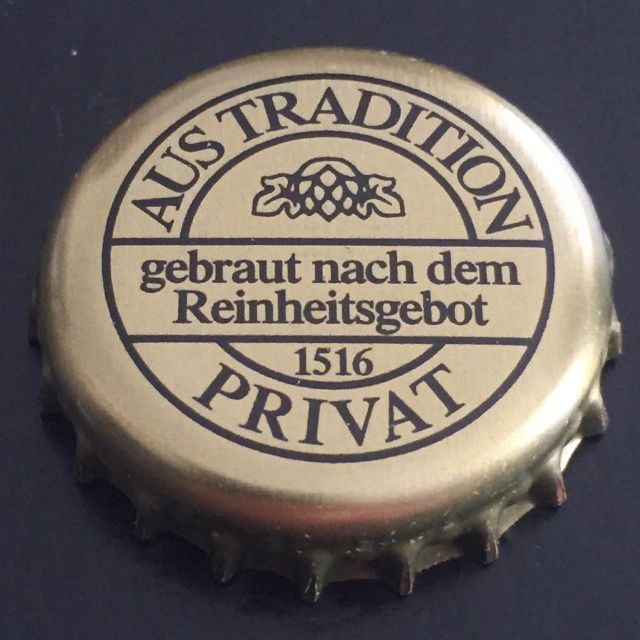 AUS TRADITION
gebraut nach dem
Reinheitsgebot
1516
PRIVAT